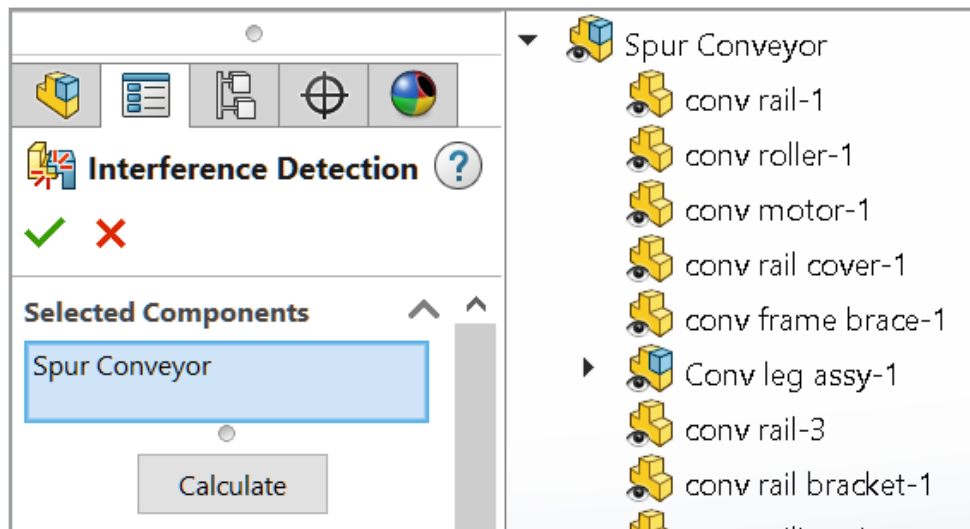 Interference Detection
?
Selected Components
Spur Conveyor
Calculate
Spur Conveyor
conv rail-1
conv roller-1
conv motor-1
conv rail cover-1
conv frame brace-1
Conv leg assy-1
conv rail-3
conv rail bracket-1